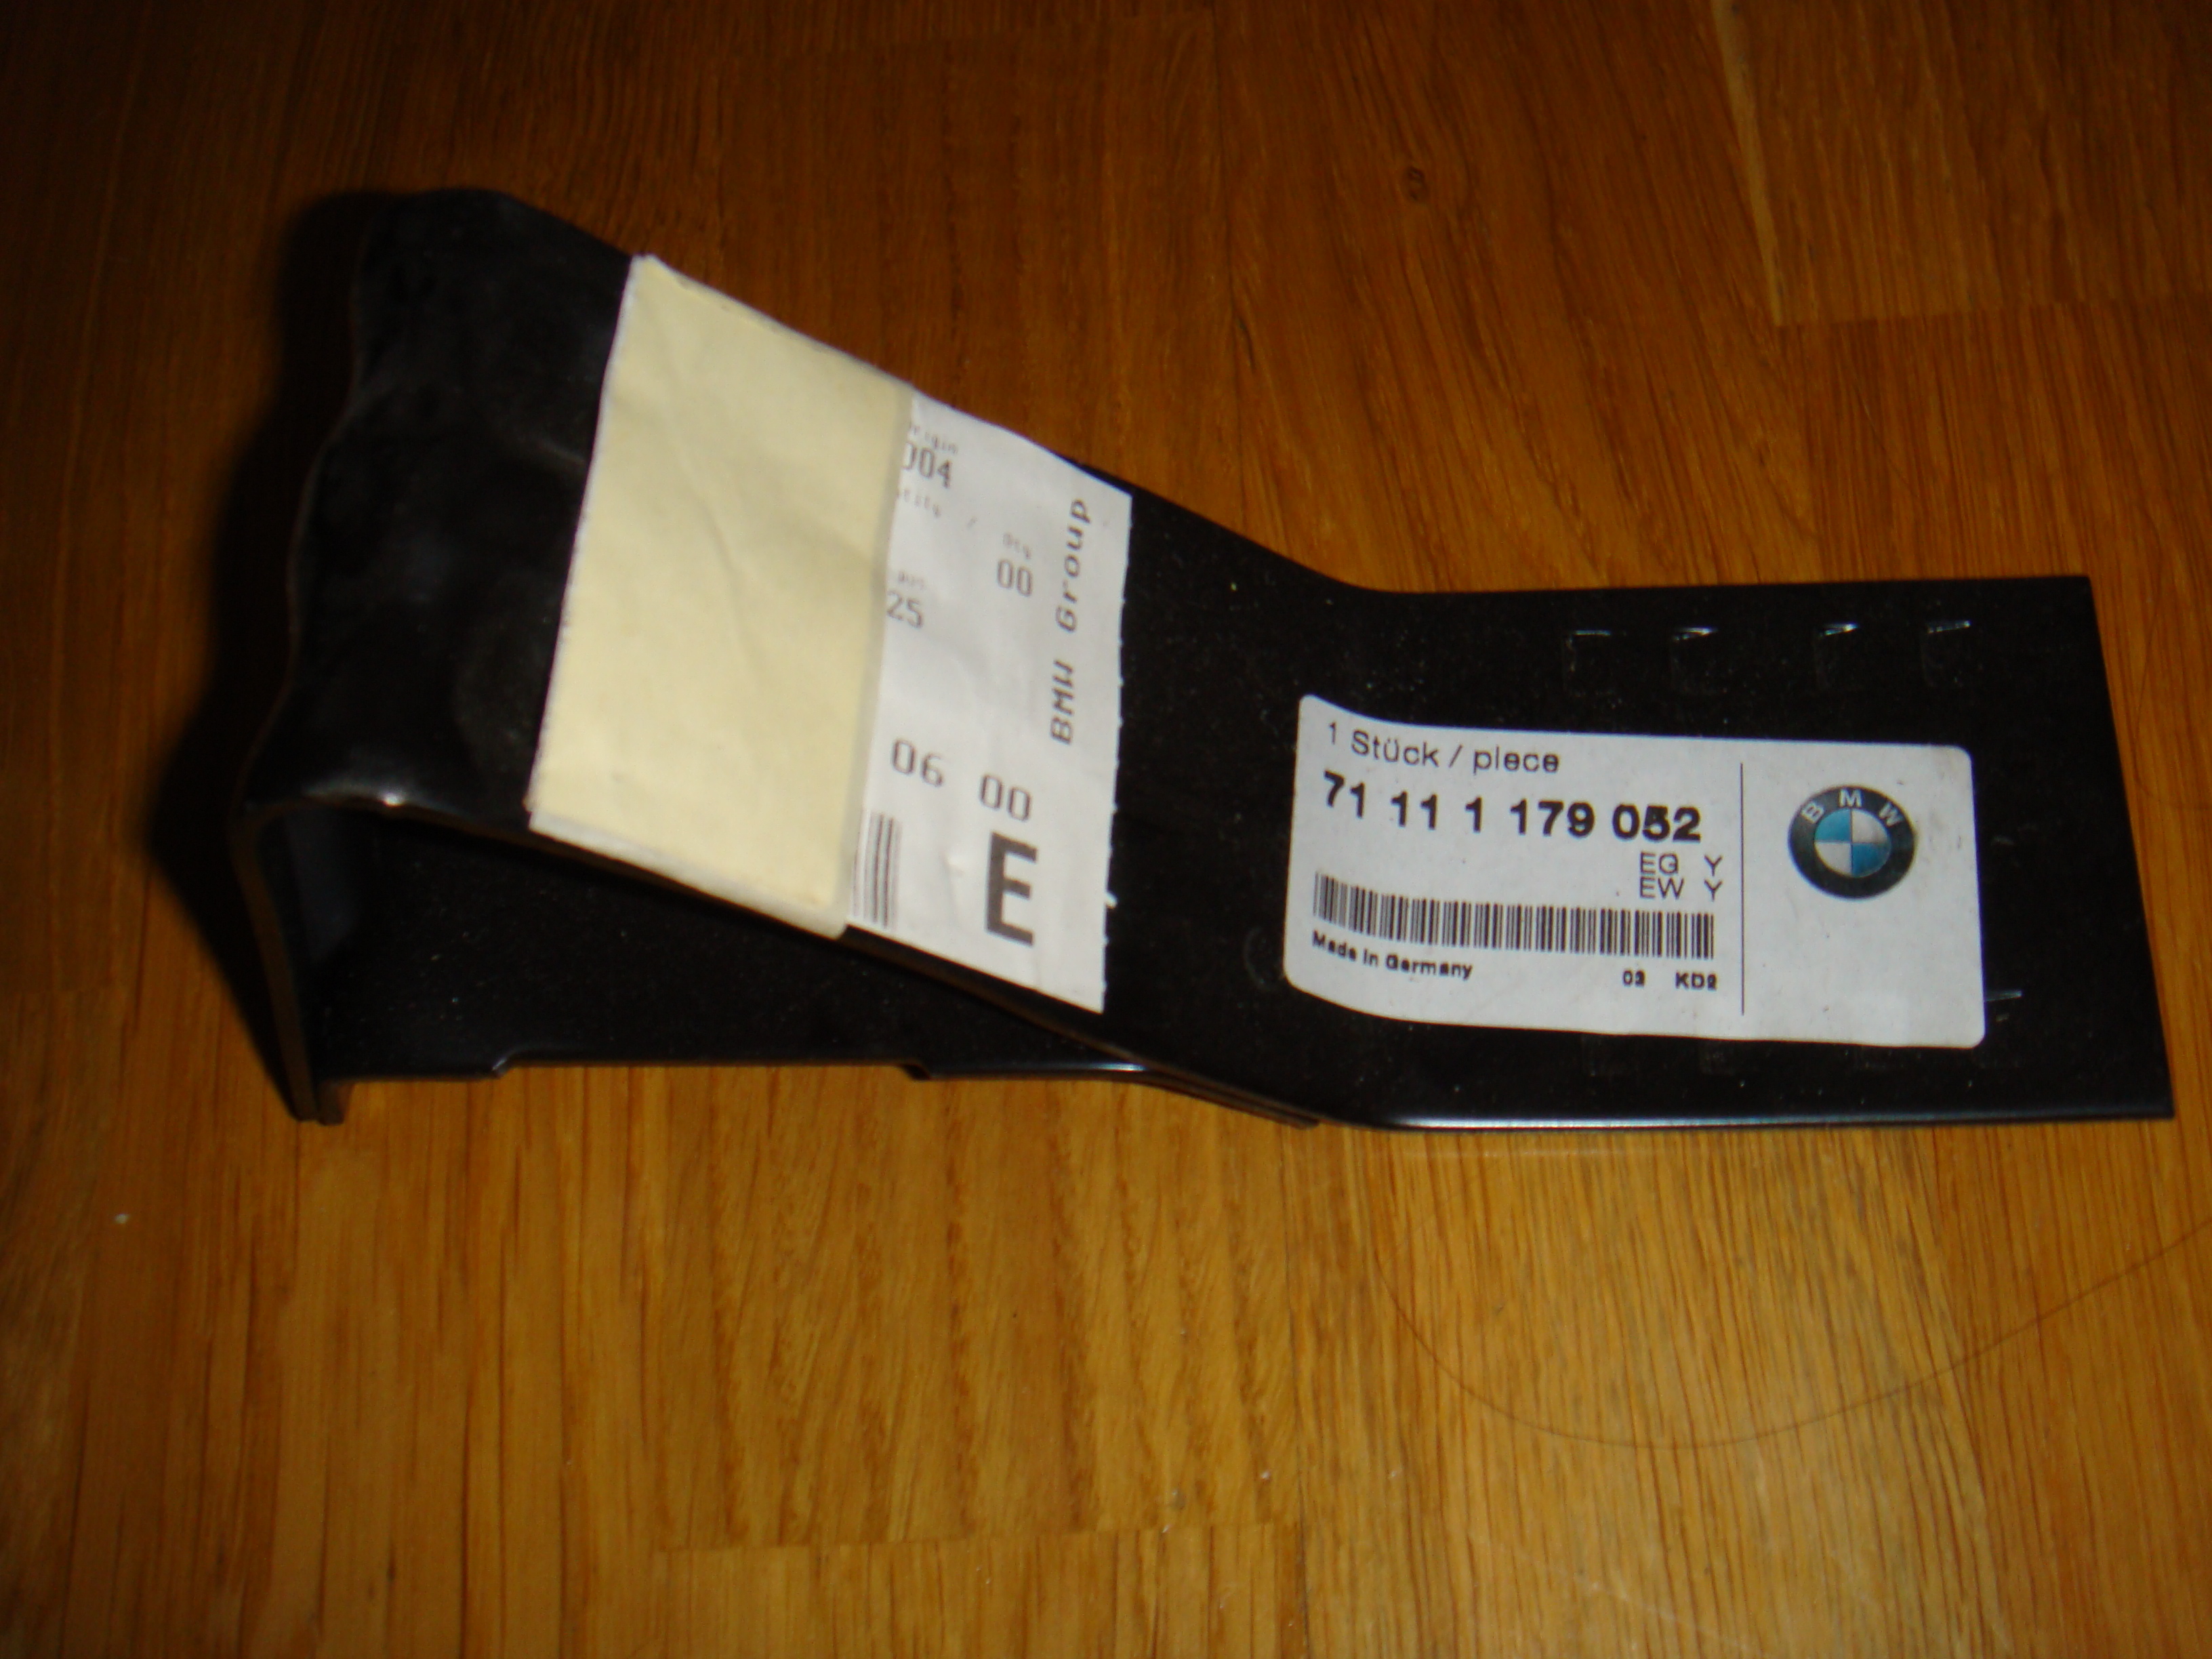 Origin
004
/ Qty
00
25
06 00
E
BMW Group
1 Stück / piece
71 11 1 179 052
EG Y
EW Y
Made in Germany
03 KD2
BMW